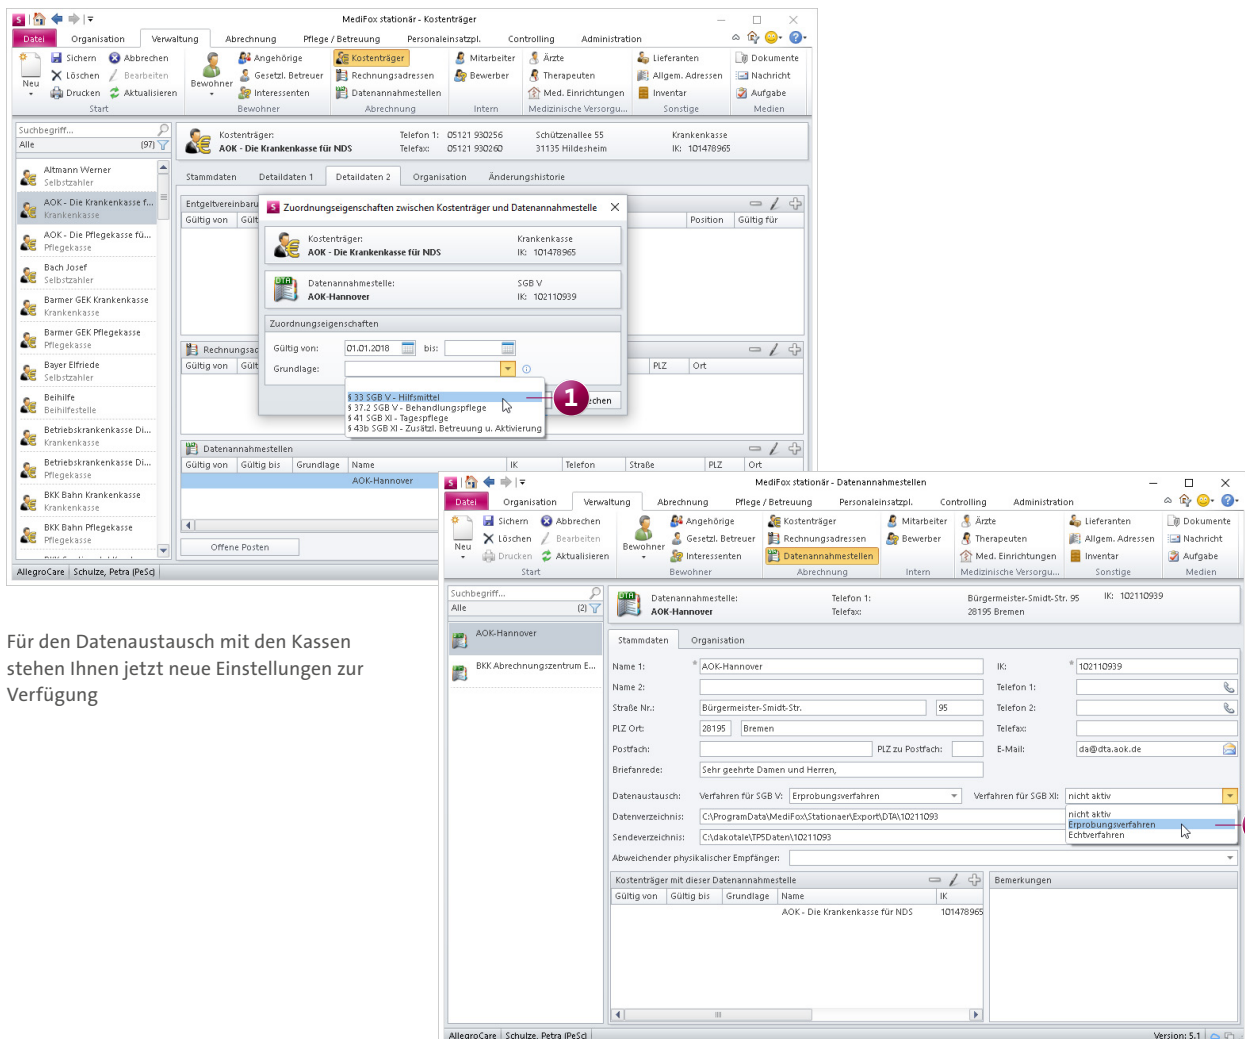 MediFox stationär - Kostenträger
Datei Organisation Verwaltung Abrechnung Pflege / Betreuung Personaleinsatzpl. Controlling Administration
Neu
Sichern Abbrechen
Löschen Bearbeiten
Drucken Aktualisieren
Start
Bewohner
Angehörige
Gesetzl. Betreuer
Interessenten
Bewohner
Kostenträger
Rechnungsadressen
Datenannahmestellen
Abrechnung
Mitarbeiter
Bewerber
Intern
Ärzte
Therapeuten
Med. Einrichtungen
Medizinische Versorgu...
Lieferanten
Allgem. Adressen
Inventar
Sonstige
Dokumente
Nachricht
Aufgabe
Medien
Suchbegriff...
Alle (97)
Altmann Werner
Selbstzahler
AOK - Die Krankenkasse f...
Krankenkasse
AOK - Die Pflegekasse fü...
Pflegekasse
Bach Josef
Selbstzahler
Barmer GEK Krankenkasse
Krankenkasse
Barmer GEK Pflegekasse
Pflegekasse
Bayer Elfriede
Selbstzahler
Beihilfe
Beihilfestelle
Betriebskrankenkasse Di...
Krankenkasse
Betriebskrankenkasse Di...
Pflegekasse
BKK Bahn Krankenkasse
Krankenkasse
BKK Bahn Pflegekasse
Pflegekasse
Kostenträger: Telefon 1: 05121 930256 Schützenallee 55 Krankenkasse
AOK - Die Krankenkasse für NDS Telefax: 05121 930260 31135 Hildesheim IK: 101478965
Stammdaten Detaildaten 1 Detaildaten 2 Organisation Änderungshistorie
Entgeltvereinbaru
Gültig von Gült Position Gültig für
Zuordnungseigenschaften zwischen Kostenträger und Datenannahmestelle
Kostenträger: Krankenkasse
AOK - Die Krankenkasse für NDS IK: 101478965
DTA
Datenannahmestelle: SGB V
AOK-Hannover IK: 102110939
Zuordnungseigenschaften
Gültig von: 01.01.2018 bis:
Grundlage:
§ 33 SGB V - Hilfsmittel
§ 37.2 SGB V - Behandlungspflege
§ 41 SGB XI - Tagespflege
§ 43b SGB XI - Zusätzl. Betreuung u. Aktivierung
1
chen
Rechnungsad
Gültig von Gült PLZ Ort
Datenannahmestellen
Gültig von Gültig bis Grundlage Name IK Telefon Straße PLZ Ort
AOK-Hannover
Offene Posten
AllegroCare Schulze, Petra (PeSc)
Für den Datenaustausch mit den Kassen
stehen Ihnen jetzt neue Einstellungen zur
Verfügung
MediFox stationär - Datenannahmestellen
Datei Organisation Verwaltung Abrechnung Pflege / Betreuung Personaleinsatzpl. Controlling Administration
Neu
Sichern Abbrechen
Löschen Bearbeiten
Drucken Aktualisieren
Start
Bewohner
Angehörige
Gesetzl. Betreuer
Interessenten
Bewohner
Kostenträger
Rechnungsadressen
Datenannahmestellen
Abrechnung
Mitarbeiter
Bewerber
Intern
Ärzte
Therapeuten
Med. Einrichtungen
Medizinische Versorgu...
Lieferanten
Allgem. Adressen
Inventar
Sonstige
Dokumente
Nachricht
Aufgabe
Medien
Suchbegriff...
Alle (2)
AOK-Hannover
BKK Abrechnungszentrum E...
DTA
Datenannahmestelle: Telefon 1: Bürgermeister-Smidt-Str. 95 IK: 102110939
AOK-Hannover Telefax: 28195 Bremen
Stammdaten Organisation
Name 1: * AOK-Hannover IK: * 102110939
Name 2: Telefon 1:
Straße Nr.: Bürgermeister-Smidt-Str. 95 Telefon 2:
PLZ Ort: 28195 Bremen Telefax:
Postfach: PLZ zu Postfach: E-Mail: da@dta.aok.de
Briefanrede: Sehr geehrte Damen und Herren,
Datenaustausch: Verfahren für SGB V: Erprobungsverfahren Verfahren für SGB XI: nicht aktiv
nicht aktiv
Erprobungsverfahren
Echtverfahren
Datenverzeichnis: C:\ProgramData\MediFox\Stationaer\Export\DTA\10211093
Sendeverzeichnis: C:\dakotale\TP5Daten\10211093
Abweichender physikalischer Empfänger:
Kostenträger mit dieser Datenannahmestelle Bemerkungen
Gültig von Gültig bis Grundlage Name IK
AOK - Die Krankenkasse für NDS 101478965
AllegroCare Schulze, Petra (PeSc) Version: 5.1